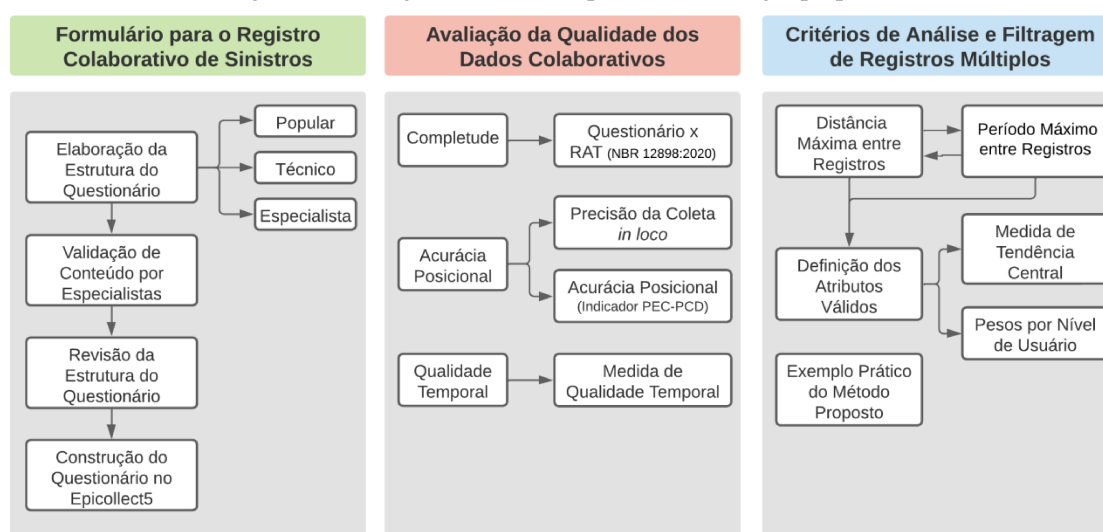 Formulário para o Registro
Colaborativo de Sinistros
Elaboração da
Estrutura do
Questionário
Popular
Técnico
Especialista
Validação de
Conteúdo por
Especialistas
Revisão da
Estrutura do
Questionário
Construção do
Questionário no
Epicollect5
Avaliação da Qualidade dos
Dados Colaborativos
Completude
Questionário x
RAT (NBR 12898:2020)
Acurácia
Posicional
Precisão da Coleta
in loco
Acurácia Posicional
(Indicador PEC-PCD)
Qualidade
Temporal
Medida de
Qualidade Temporal
Critérios de Análise e Filtragem
de Registros Múltiplos
Distância
Máxima entre
Registros
Período Máximo
entre Registros
Definição dos
Atributos
Válidos
Medida de
Tendência
Central
Pesos por Nível
de Usuário
Exemplo Prático
do Método
Proposto